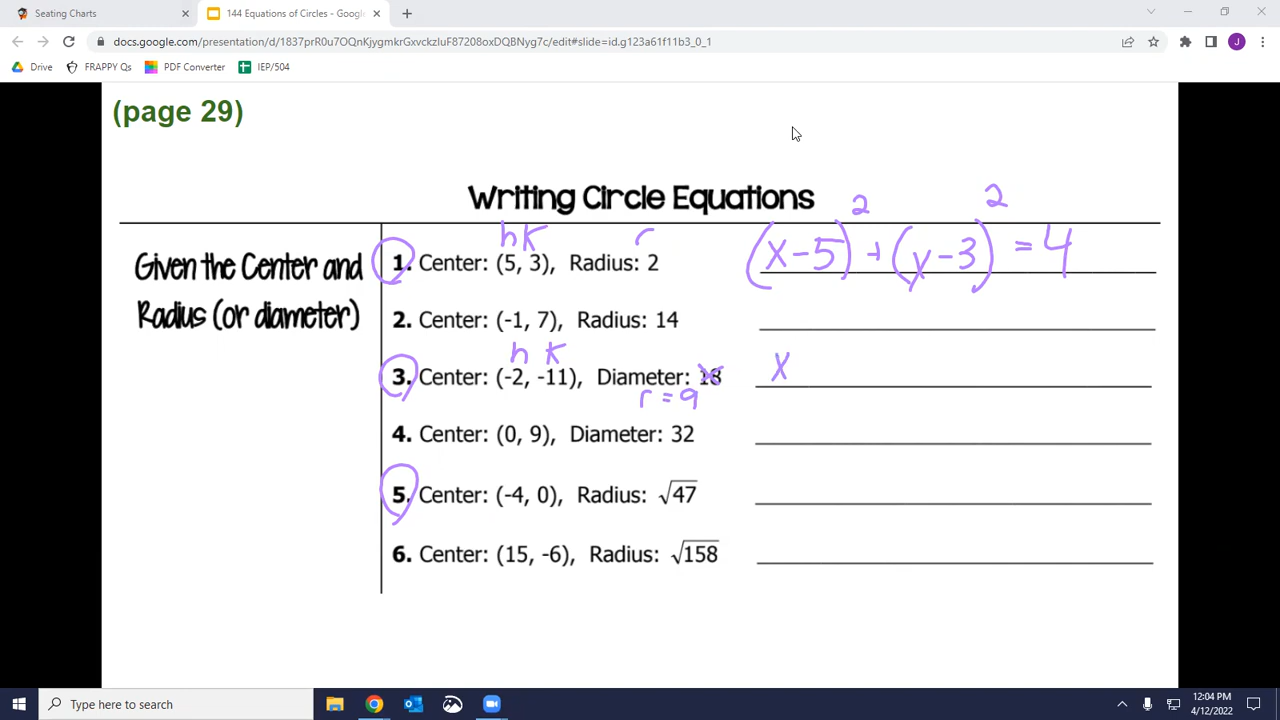 Seating Charts
144 Equations of Circles - Google
docs.google.com/presentation/d/1837prR0u7OQnKjygmkrGxvckzluF87208oxDQBNyg7c/edit#slide=id.g123a61f11b3_0_1
J
Drive FRAPPY Qs PDF Converter IEP/504
(page 29)
Writing Circle Equations
Given the Center and
Radius (or diameter)
h k r
1. Center: (5, 3), Radius: 2 (x-5)² + (y-3)² = 4
2. Center: (-1, 7), Radius: 14
h k
3. Center: (-2, -11), Diameter: 18 x
r = 9
4. Center: (0, 9), Diameter: 32
5. Center: (-4, 0), Radius: √47
6. Center: (15, -6), Radius: √158
Type here to search
12:04 PM
4/12/2022